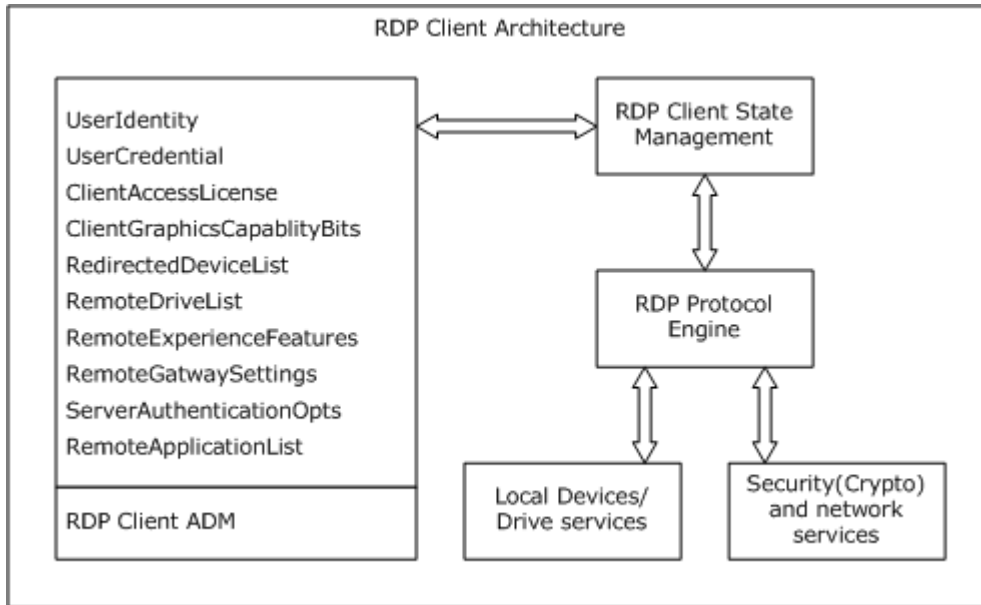 RDP Client Architecture
UserIdentity
UserCredential
ClientAccessLicense
ClientGraphicsCapablityBits
RedirectedDeviceList
RemoteDriveList
RemoteExperienceFeatures
RemoteGatwaySettings
ServerAuthenticationOpts
RemoteApplicationList
RDP Client ADM
RDP Client State
Management
RDP Protocol
Engine
Local Devices/
Drive services
Security(Crypto)
and network
services